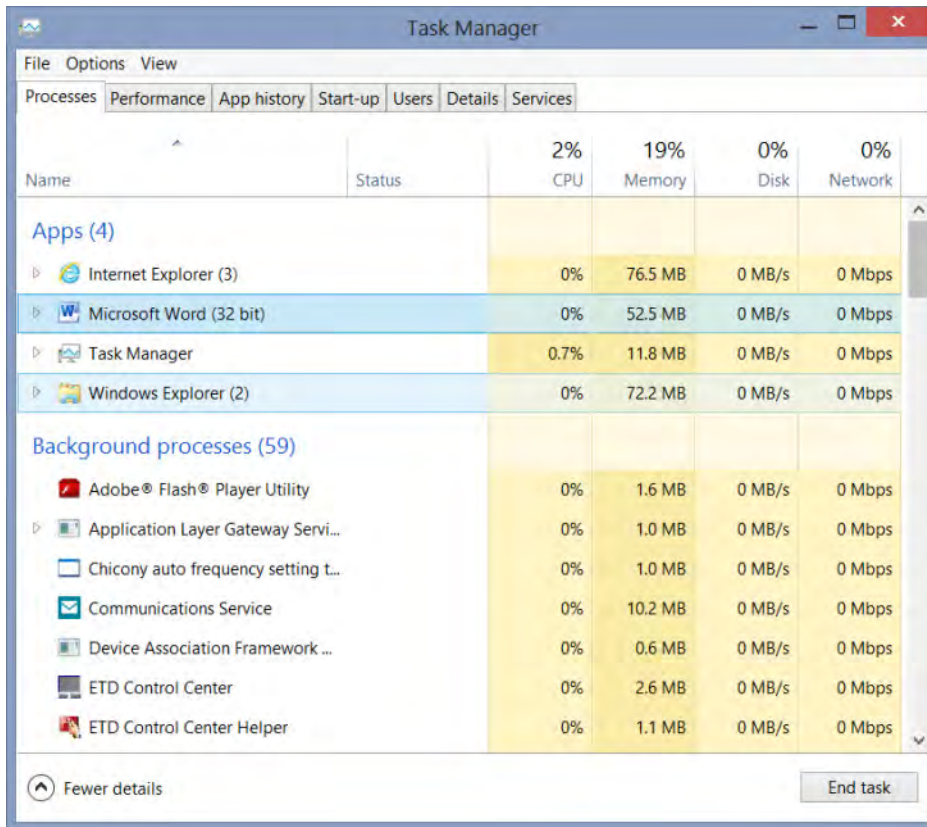 Task Manager
File Options View
Processes Performance App history Start-up Users Details Services
2% 19% 0% 0%
Name Status CPU Memory Disk Network
Apps (4)
Internet Explorer (3) 0% 76.5 MB 0 MB/s 0 Mbps
Microsoft Word (32 bit) 0% 52.5 MB 0 MB/s 0 Mbps
Task Manager 0.7% 11.8 MB 0 MB/s 0 Mbps
Windows Explorer (2) 0% 72.2 MB 0 MB/s 0 Mbps
Background processes (59)
Adobe® Flash® Player Utility 0% 1.6 MB 0 MB/s 0 Mbps
Application Layer Gateway Servi... 0% 1.0 MB 0 MB/s 0 Mbps
Chicony auto frequency setting t... 0% 1.0 MB 0 MB/s 0 Mbps
Communications Service 0% 10.2 MB 0 MB/s 0 Mbps
Device Association Framework ... 0% 0.6 MB 0 MB/s 0 Mbps
ETD Control Center 0% 2.6 MB 0 MB/s 0 Mbps
ETD Control Center Helper 0% 1.1 MB 0 MB/s 0 Mbps
Fewer details End task